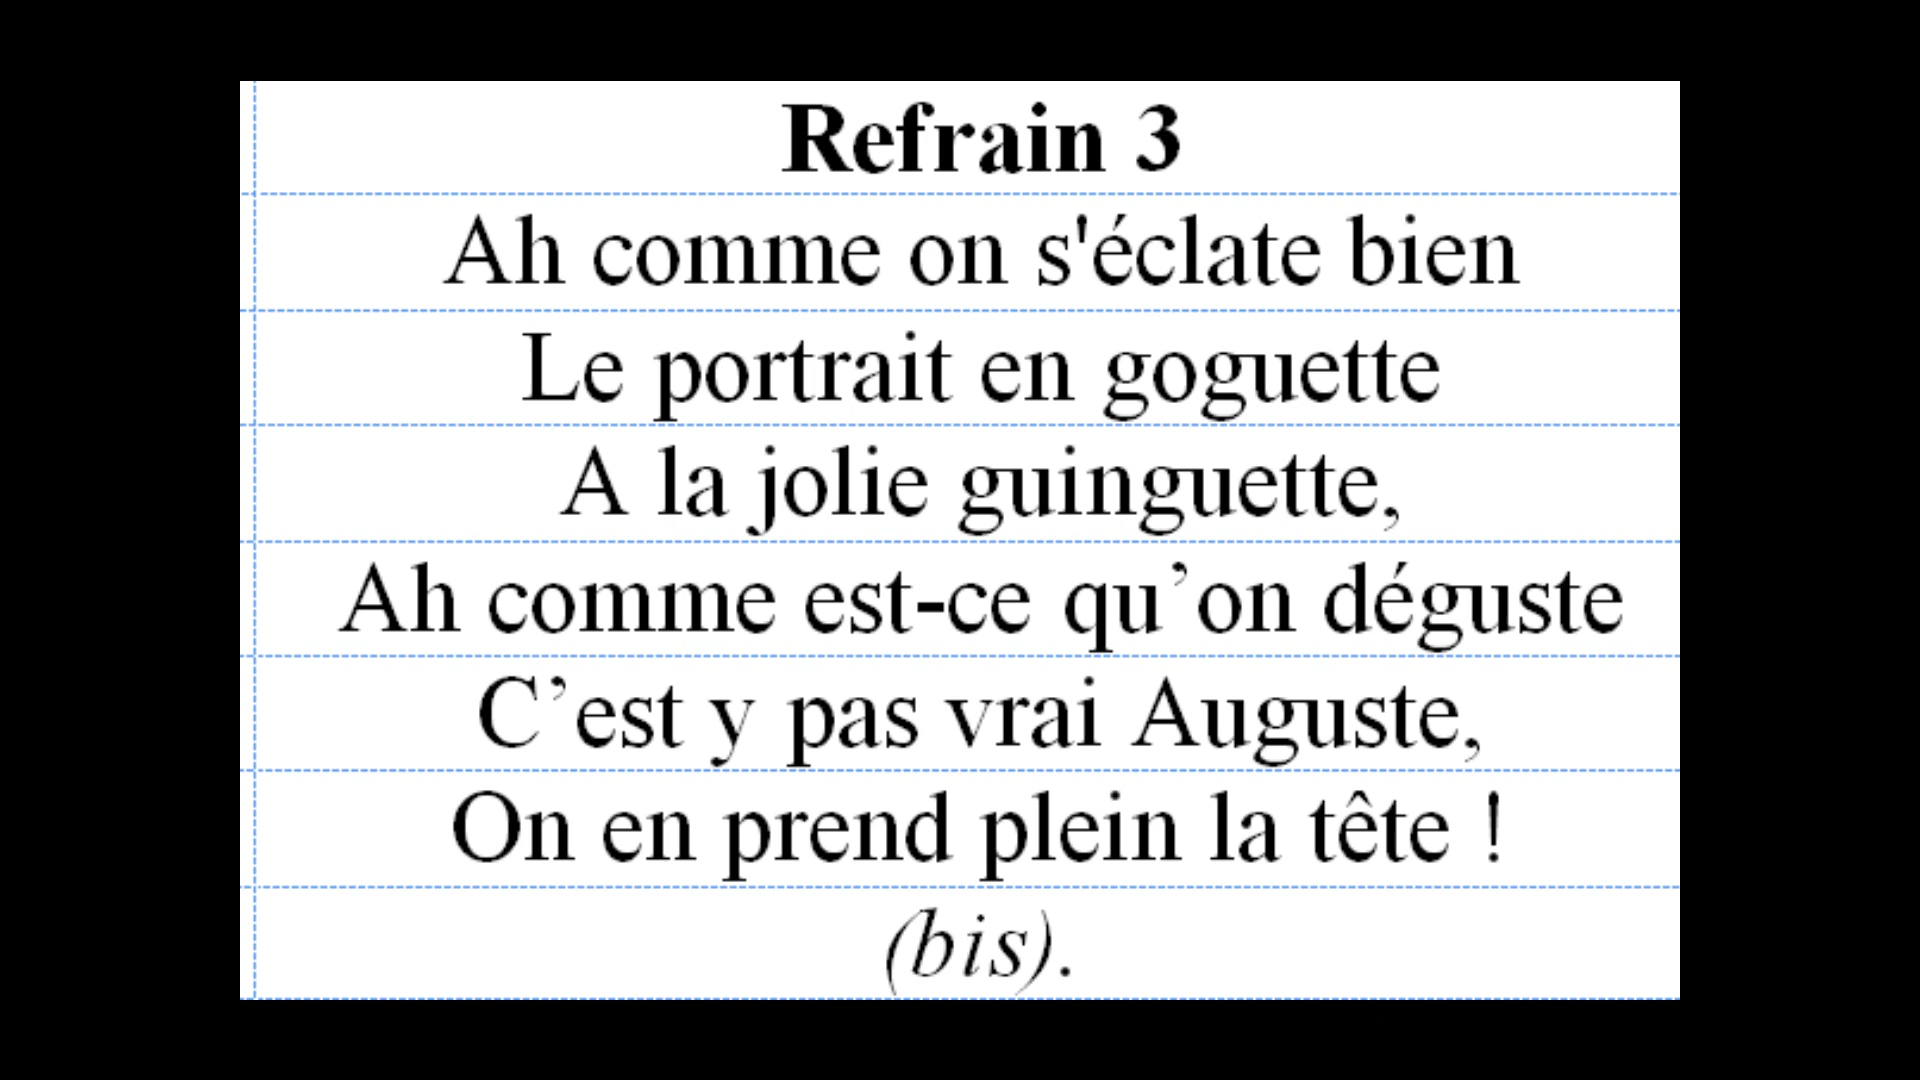 Refrain 3
Ah comme on s'éclate bien
Le portrait en goguette
A la jolie guinguette,
Ah comme est-ce qu’on déguste
C’est y pas vrai Auguste,
On en prend plein la tête !
(bis).